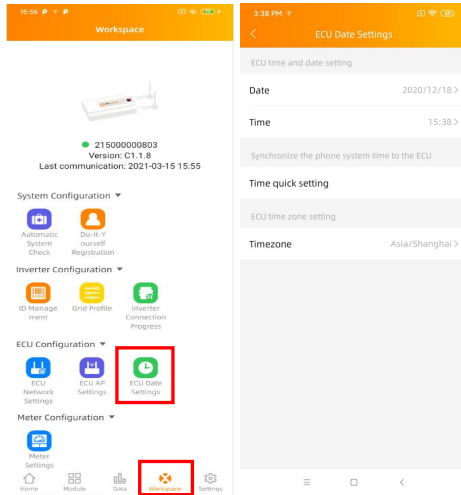 15:56
Workspace
215000000803
Version: C1.1.8
Last communication: 2021-03-15 15:55
System Configuration
Automatic
System
Check
Do-It-Y
ourself
Registration
Inverter Configuration
ID Manage
ment
Grid Profile
Inverter
Connection
Progress
ECU Configuration
ECU
Network
Settings
ECU AP
Settings
ECU Date
Settings
Meter Configuration
Meter
Settings
Home
Module
Data
Workspace
Settings
3:38 PM
ECU Date Settings
ECU time and date setting
Date 2020/12/18
Time 15:38
Synchronize the phone system time to the ECU
Time quick setting
ECU time zone setting
Timezone Asia/Shanghai